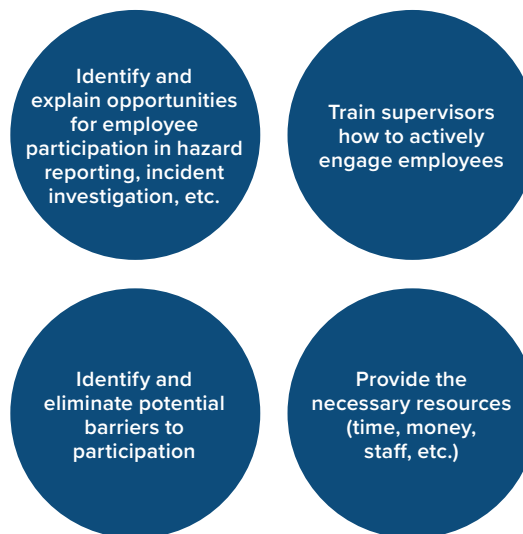 Identify and
explain opportunities
for employee
participation in hazard
reporting, incident
investigation, etc.
Train supervisors
how to actively
engage employees
Identify and
eliminate potential
barriers to
participation
Provide the
necessary resources
(time, money,
staff, etc.)